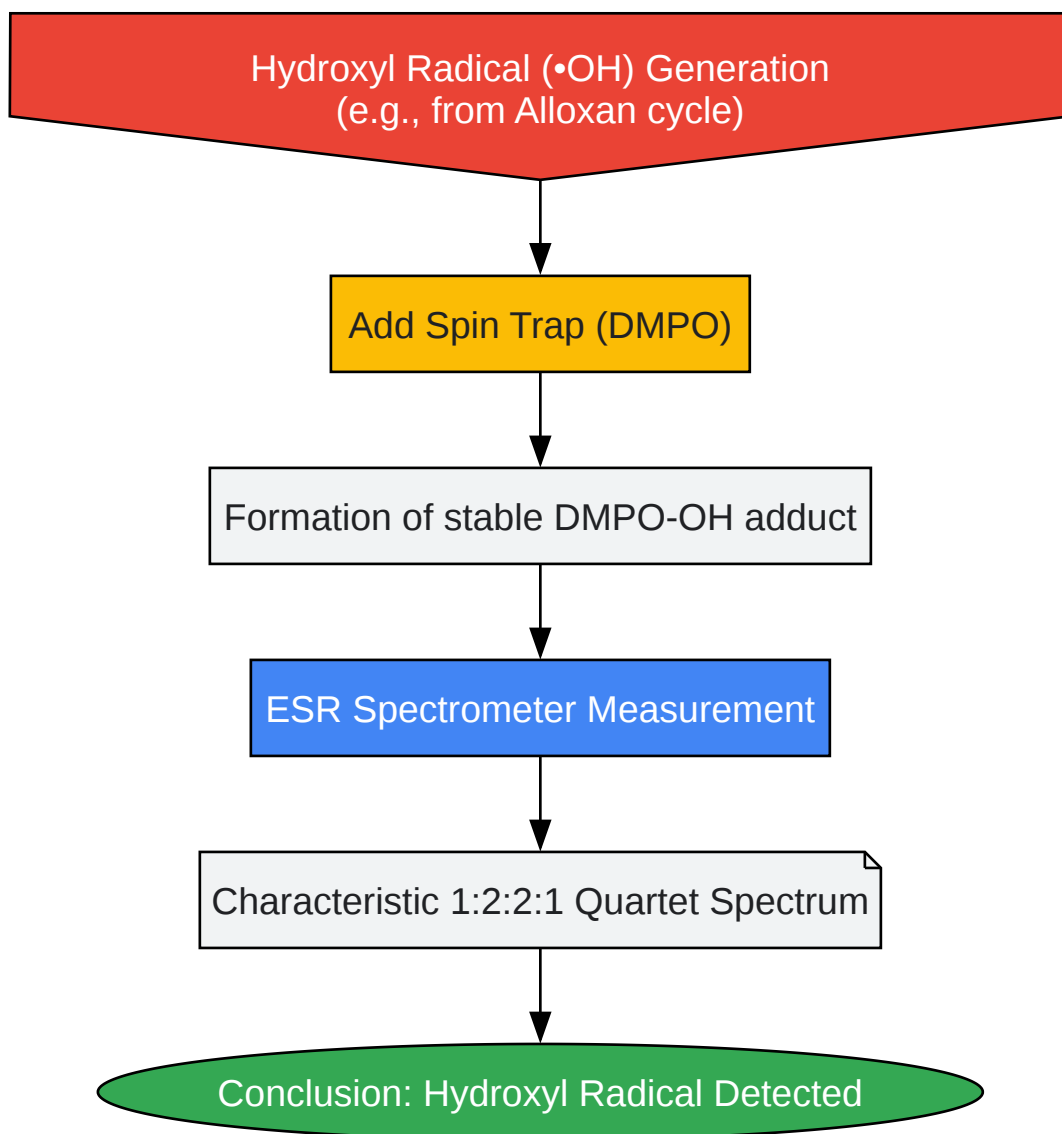 Hydroxyl Radical (•OH) Generation
(e.g., from Alloxan cycle)
Add Spin Trap (DMPO)
Formation of stable DMPO-OH adduct
ESR Spectrometer Measurement
Characteristic 1:2:2:1 Quartet Spectrum
Conclusion: Hydroxyl Radical Detected